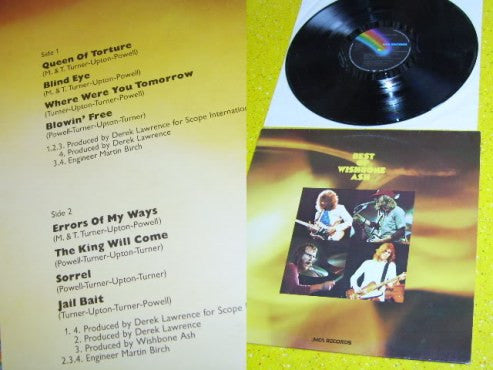 Side 1
Queen Of Torture
(M. & T. Turner-Upton-Powell)
Blind Eye
(M. & T. Turner-Upton-Powell)
Where Were You Tomorrow
(Turner-Upton-Turner-Powell)
Blowin' Free
(Powell-Turner-Upton-Turner)
1.2.3. Produced by Derek Lawrence for Scope Internation
4. Produced by Derek Lawrence
3.4. Engineer Martin Birch
Side 2
Errors Of My Ways
(M. & T. Turner-Upton-Powell)
The King Will Come
(Powell-Turner-Upton-Turner)
Sorrel
(Powell-Turner-Upton-Turner)
Jail Bait
(Turner-Upton-Turner-Powell)
1. 4. Produced by Derek Lawrence for Scope
2. Produced by Derek Lawrence
3. Produced by Wishbone Ash
2.3.4. Engineer Martin Birch
MCA RECORDS
BEST
OF
WISHBONE
ASH
MCA RECORDS